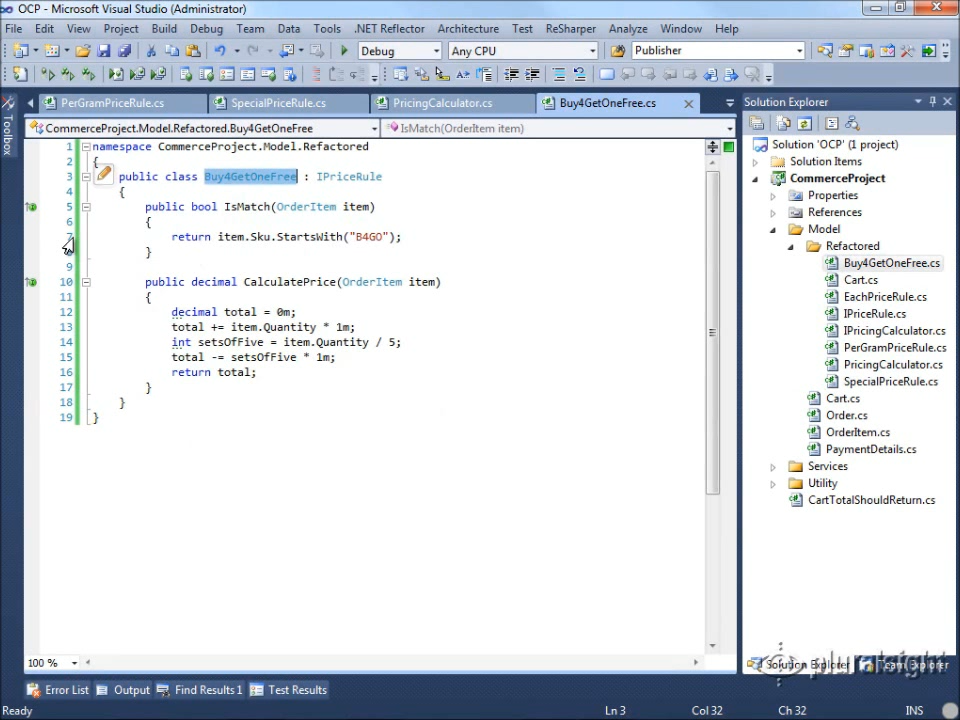 OCP - Microsoft Visual Studio (Administrator)
File Edit View Project Build Debug Team Data Tools .NET Reflector Architecture Test ReSharper Analyze Window Help
Debug Any CPU Publisher
PerGramPriceRule.cs SpecialPriceRule.cs PricingCalculator.cs Buy4GetOneFree.cs
CommerceProject.Model.Refactored.Buy4GetOneFree IsMatch(OrderItem item)
Toolbox
1 namespace CommerceProject.Model.Refactored
2 {
3 public class Buy4GetOneFree : IPriceRule
4 {
5 public bool IsMatch(OrderItem item)
6 {
7 return item.Sku.StartsWith("B4GO");
}
9
10 public decimal CalculatePrice(OrderItem item)
11 {
12 decimal total = 0m;
13 total += item.Quantity * 1m;
14 int setsOfFive = item.Quantity / 5;
15 total -= setsOfFive * 1m;
16 return total;
17 }
18 }
19 }
100 %
Solution Explorer
Solution 'OCP' (1 project)
Solution Items
CommerceProject
Properties
References
Model
Refactored
Buy4GetOneFree.cs
Cart.cs
EachPriceRule.cs
IPriceRule.cs
IPricingCalculator.cs
PerGramPriceRule.cs
PricingCalculator.cs
SpecialPriceRule.cs
Cart.cs
Order.cs
OrderItem.cs
PaymentDetails.cs
Services
Utility
CartTotalShouldReturn.cs
Solution Explorer Team Explorer
pluralsight
Error List Output Find Results 1 Test Results
Ready Ln 3 Col 32 Ch 32 INS